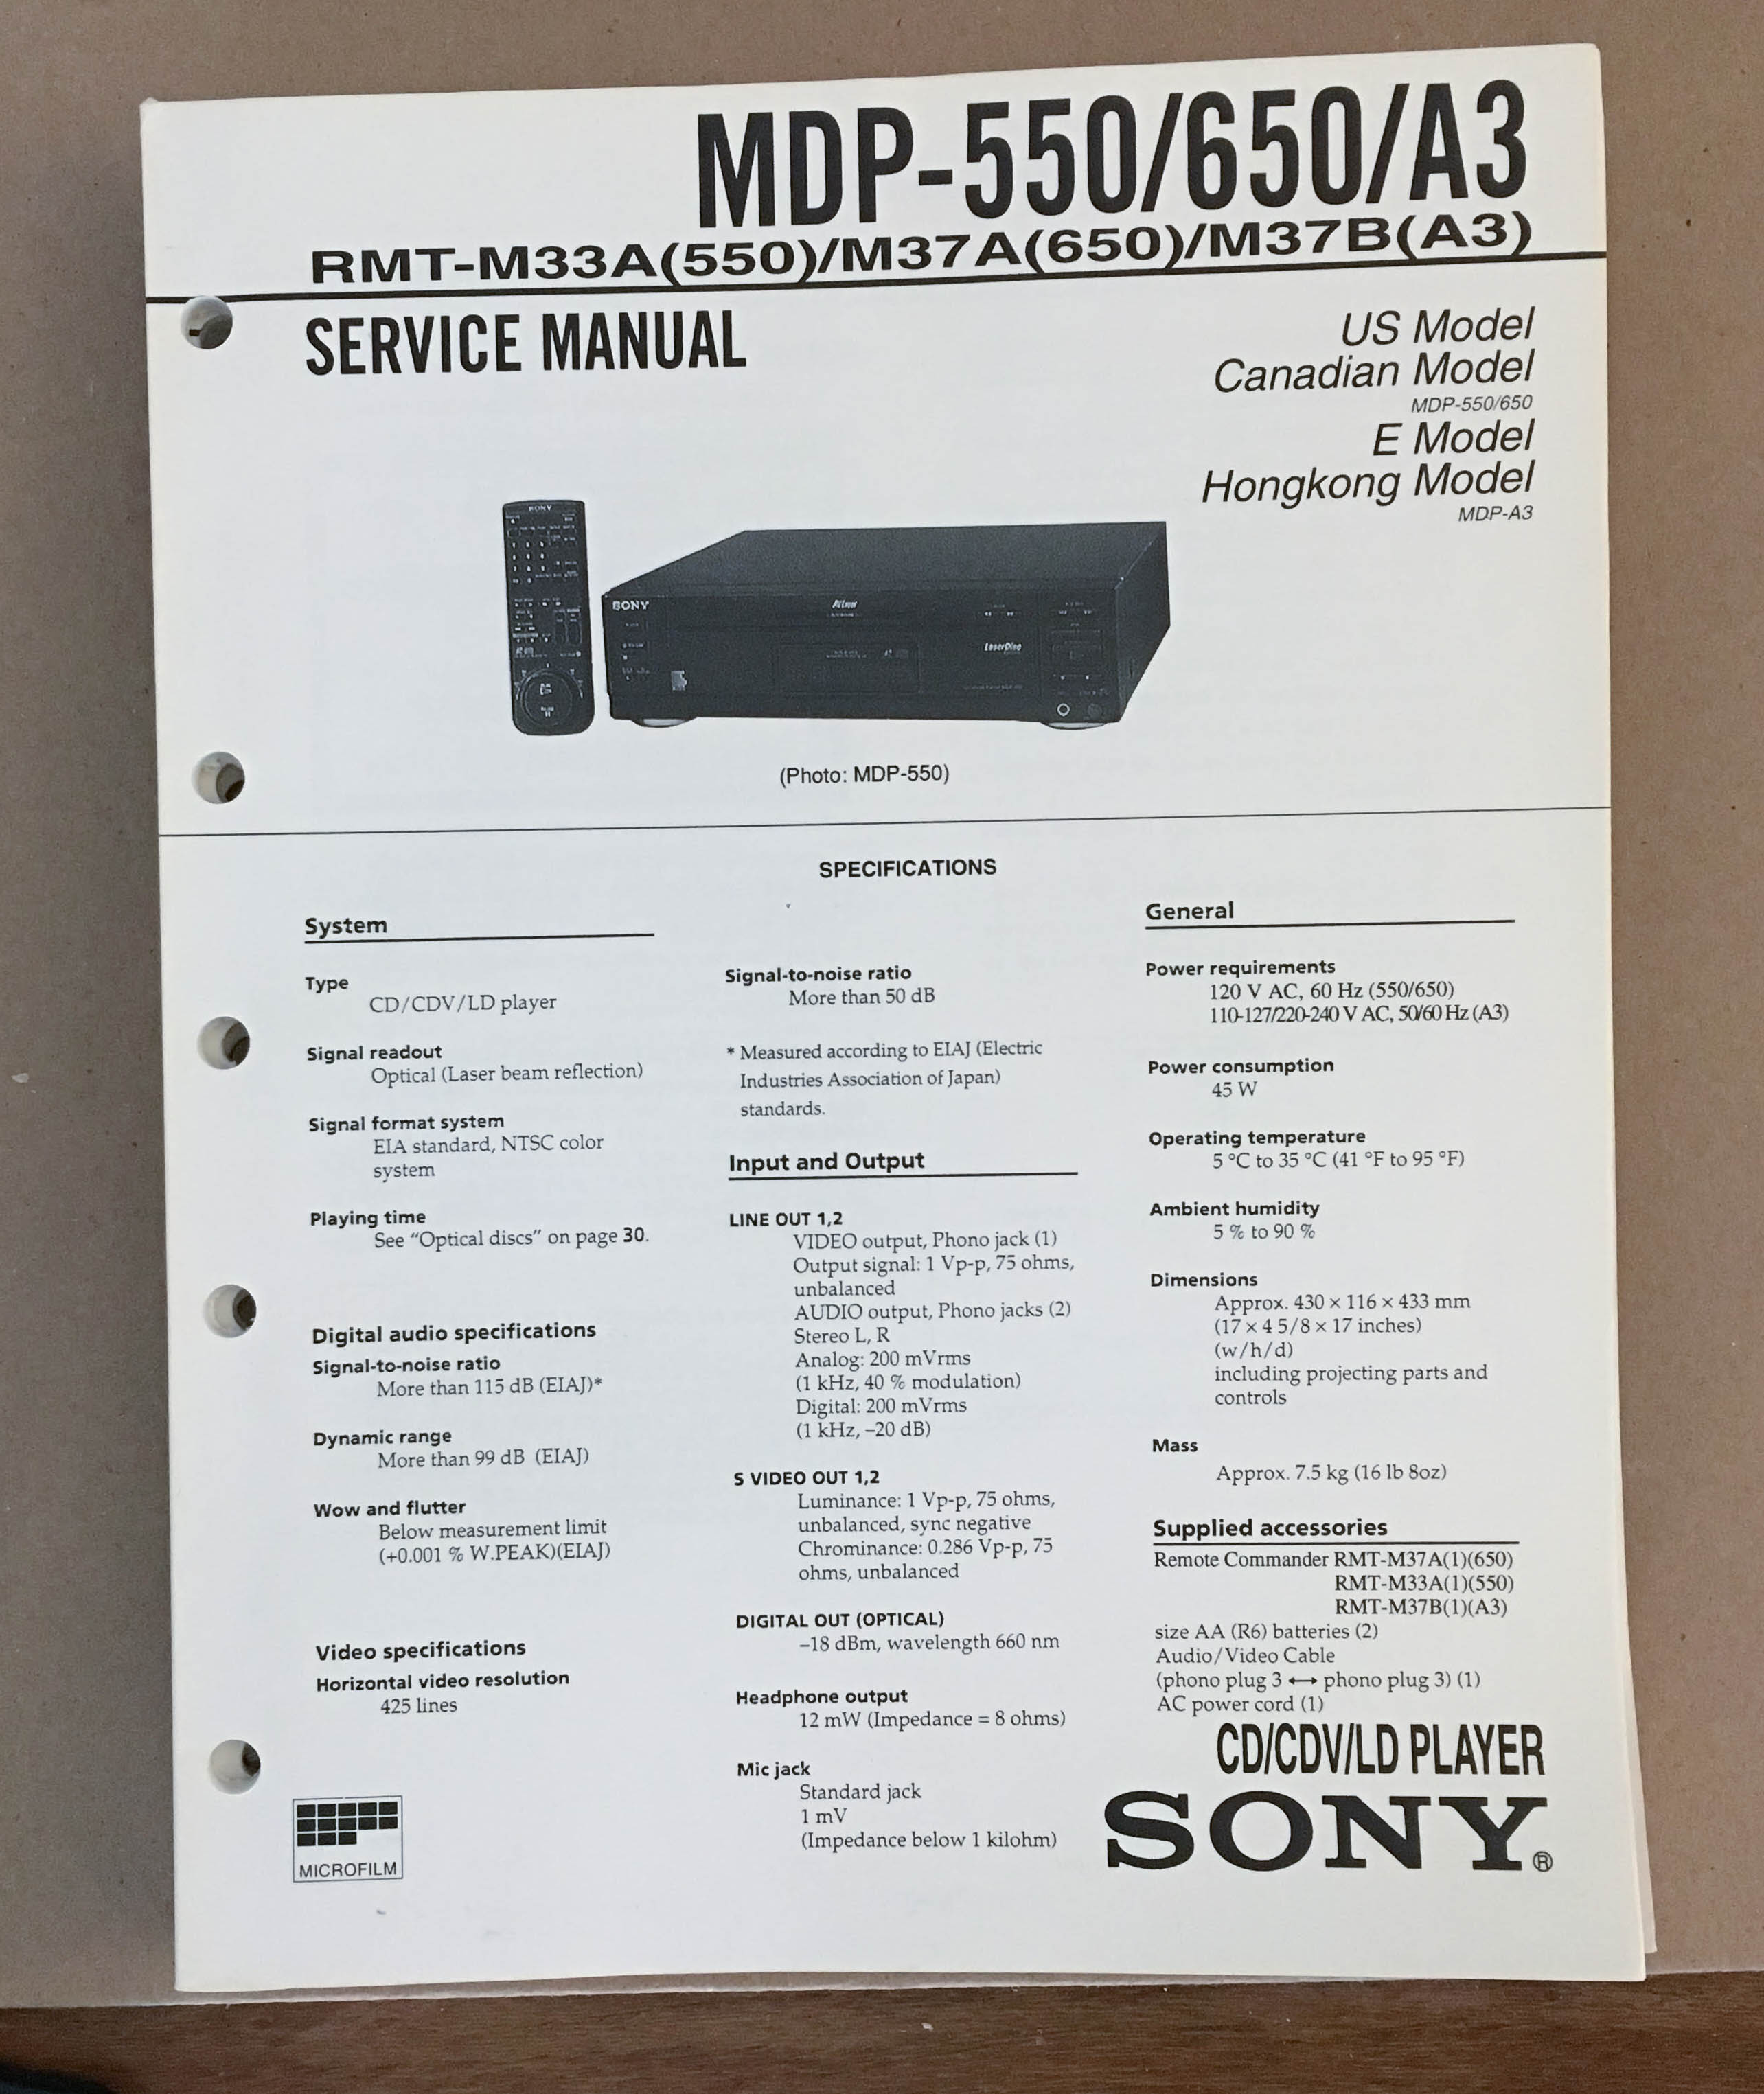 MDP-550/650/A3
RMT-M33A(550)/M37A(650)/M37B(A3)
SERVICE MANUAL
US Model
Canadian Model
MDP-550/650
E Model
Hongkong Model
MDP-A3
SONY
SONY
LaserDisc
(Photo: MDP-550)
SPECIFICATIONS
System
Type
CD/CDV/LD player
Signal readout
Optical (Laser beam reflection)
Signal format system
EIA standard, NTSC color
system
Playing time
See “Optical discs” on page 30.
Digital audio specifications
Signal-to-noise ratio
More than 115 dB (EIAJ)*
Dynamic range
More than 99 dB (EIAJ)
Wow and flutter
Below measurement limit
(+0.001 % W.PEAK)(EIAJ)
Video specifications
Horizontal video resolution
425 lines
MICROFILM
Signal-to-noise ratio
More than 50 dB
* Measured according to EIAJ (Electric
Industries Association of Japan)
standards.
Input and Output
LINE OUT 1,2
VIDEO output, Phono jack (1)
Output signal: 1 Vp-p, 75 ohms,
unbalanced
AUDIO output, Phono jacks (2)
Stereo L, R
Analog: 200 mVrms
(1 kHz, 40 % modulation)
Digital: 200 mVrms
(1 kHz, –20 dB)
S VIDEO OUT 1,2
Luminance: 1 Vp-p, 75 ohms,
unbalanced, sync negative
Chrominance: 0.286 Vp-p, 75
ohms, unbalanced
DIGITAL OUT (OPTICAL)
–18 dBm, wavelength 660 nm
Headphone output
12 mW (Impedance = 8 ohms)
Mic jack
Standard jack
1 mV
(Impedance below 1 kilohm)
General
Power requirements
120 V AC, 60 Hz (550/650)
110-127/220-240 V AC, 50/60 Hz (A3)
Power consumption
45 W
Operating temperature
5 °C to 35 °C (41 °F to 95 °F)
Ambient humidity
5 % to 90 %
Dimensions
Approx. 430 × 116 × 433 mm
(17 × 4 5/8 × 17 inches)
(w/h/d)
including projecting parts and
controls
Mass
Approx. 7.5 kg (16 lb 8oz)
Supplied accessories
Remote Commander RMT-M37A(1)(650)
RMT-M33A(1)(550)
RMT-M37B(1)(A3)
size AA (R6) batteries (2)
Audio/Video Cable
(phono plug 3 ⟷ phono plug 3) (1)
AC power cord (1)
CD/CDV/LD PLAYER
SONY®